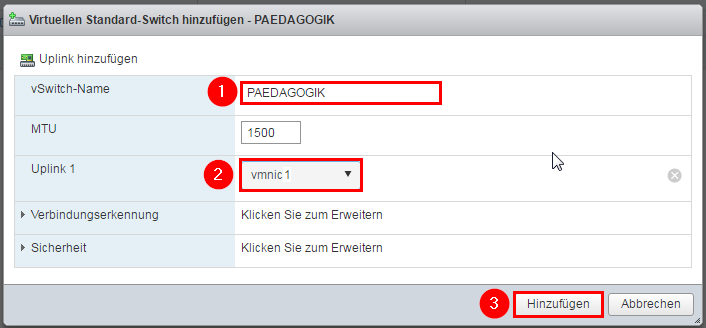 Virtuellen Standard-Switch hinzufügen - PAEDAGOGIK
Uplink hinzufügen
vSwitch-Name 1 PAEDAGOGIK
MTU 1500
Uplink 1 2 vmnic1
Verbindungserkennung Klicken Sie zum Erweitern
Sicherheit Klicken Sie zum Erweitern
3 Hinzufügen Abbrechen